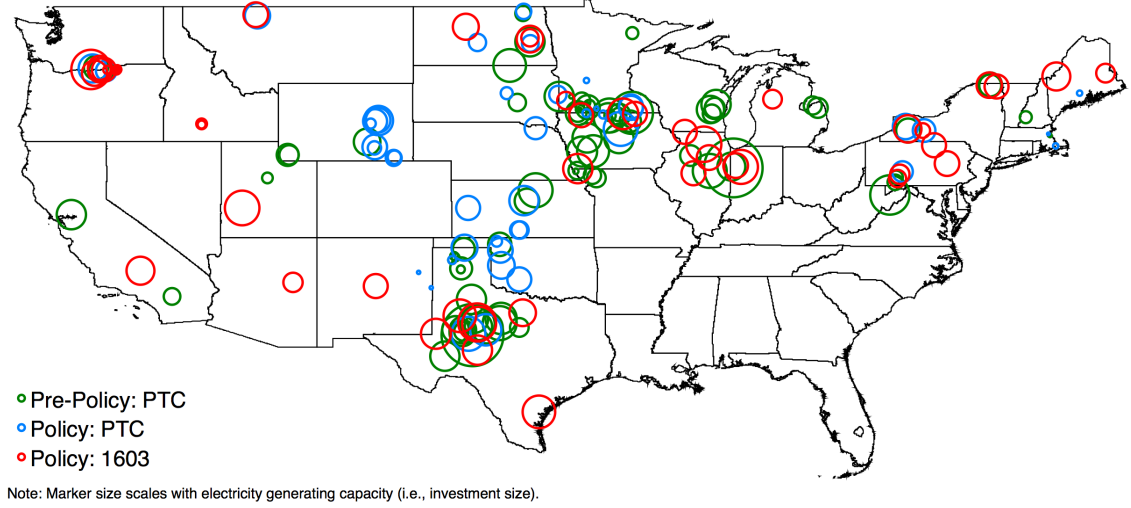 Pre-Policy: PTC
Policy: PTC
Policy: 1603
Note: Marker size scales with electricity generating capacity (i.e., investment size).